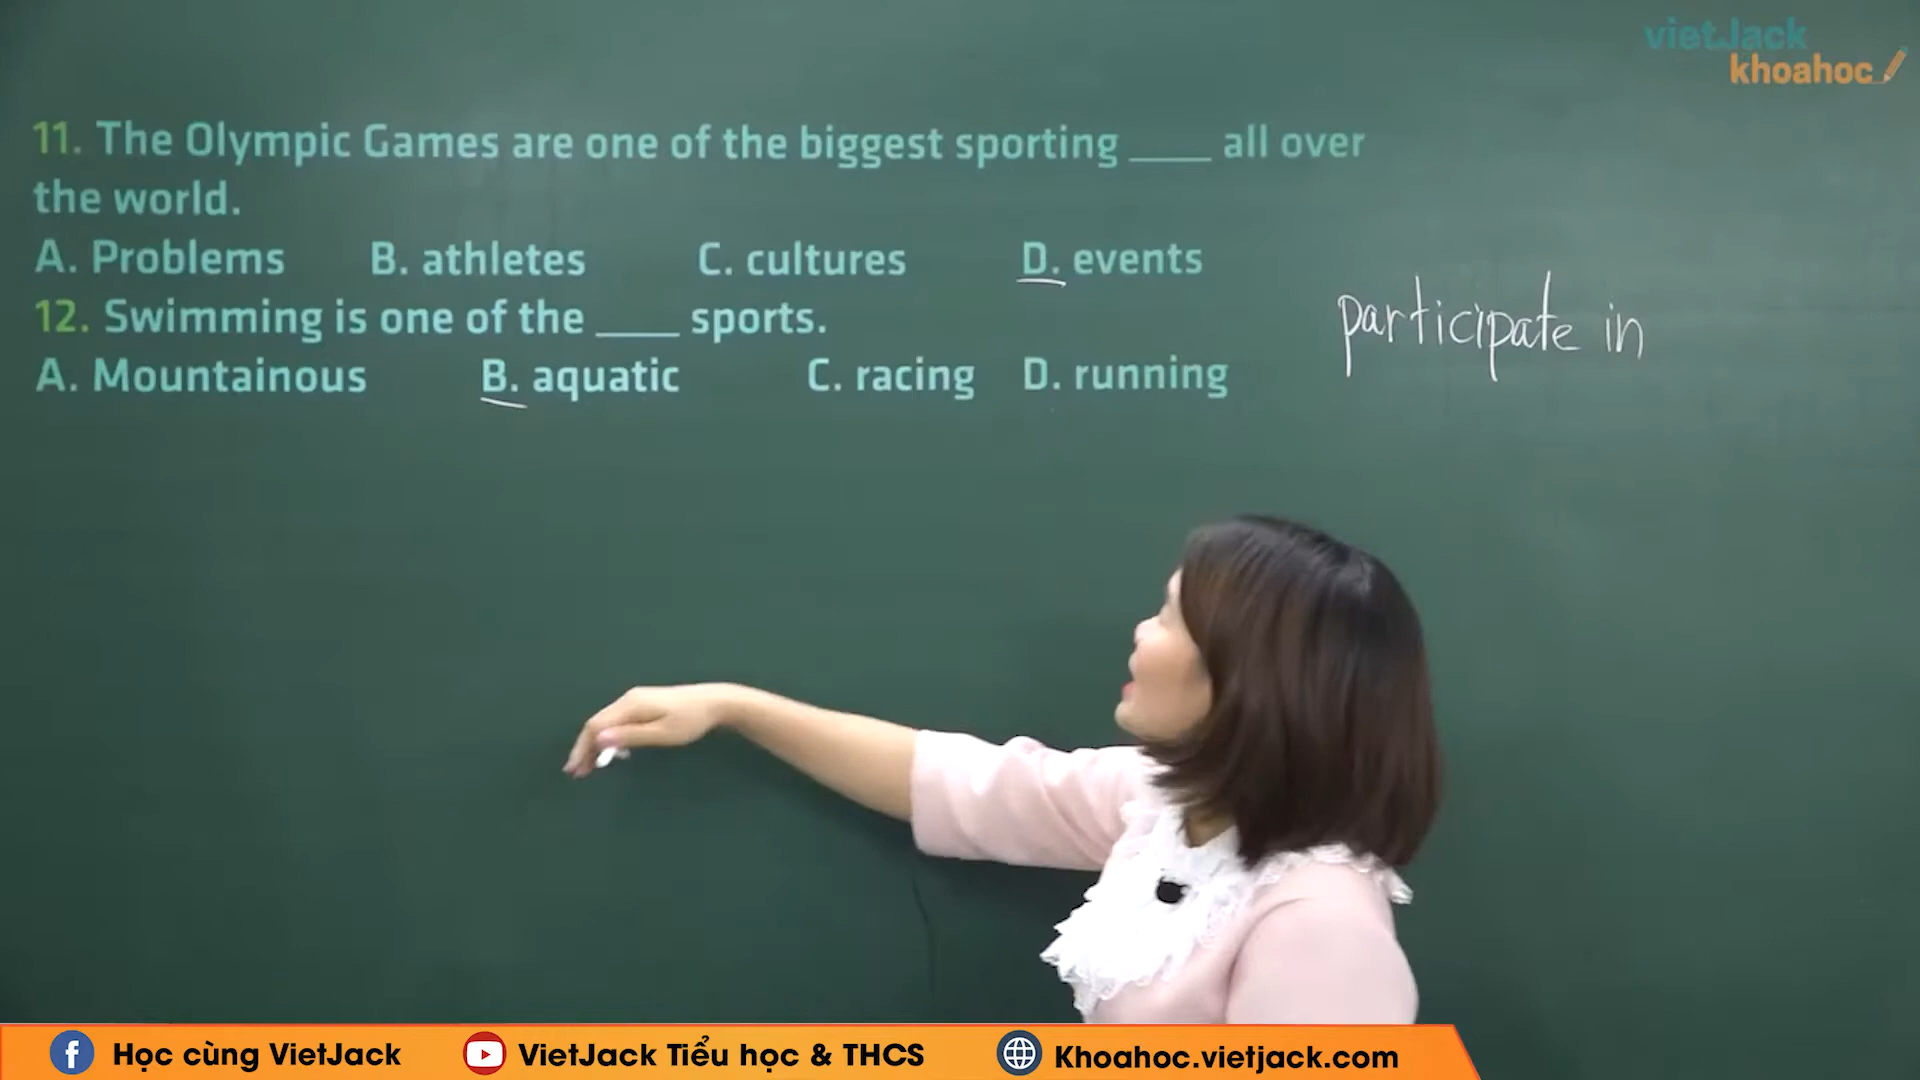 vietJack
khoahoc
11. The Olympic Games are one of the biggest sporting ____ all over
the world.
A. Problems B. athletes C. cultures D. events
12. Swimming is one of the ____ sports.
A. Mountainous B. aquatic C. racing D. running
participate in
Học cùng VietJack VietJack Tiểu học & THCS Khoahoc.vietjack.com